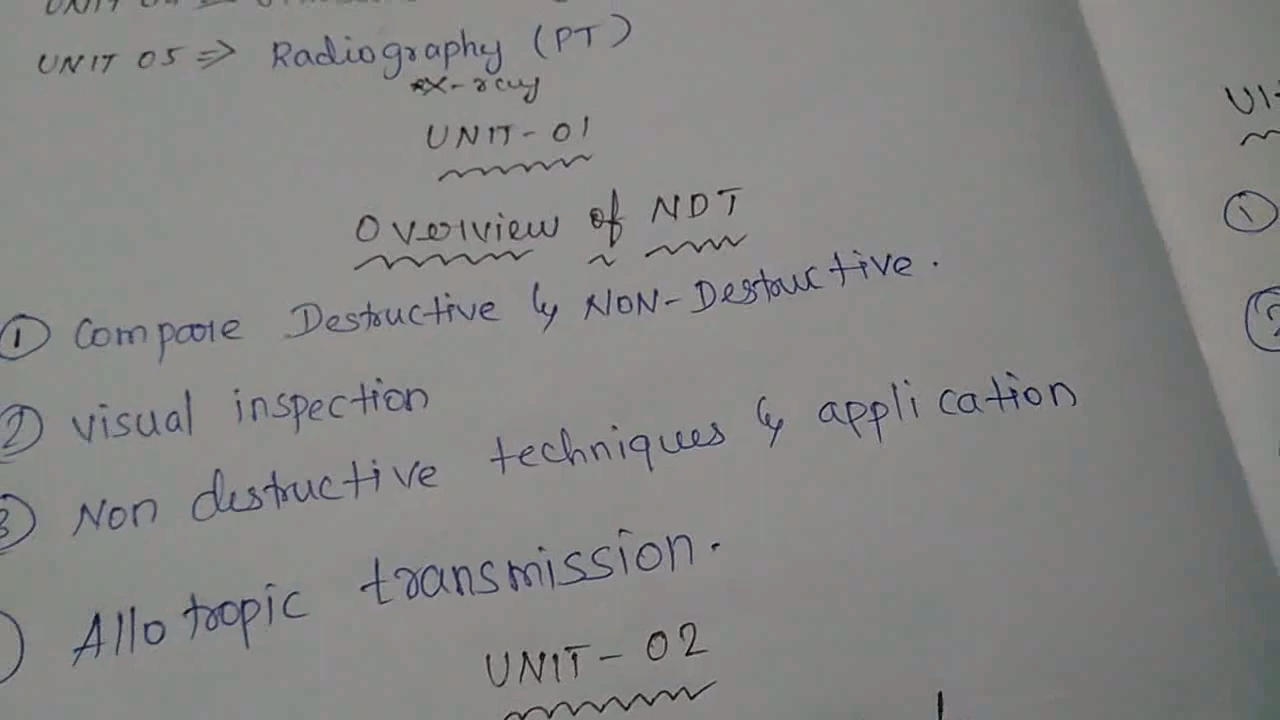 UNIT 05 => Radiography (PT)
x-ray
UNIT-01
Overview of NDT
① Compare Destructive & NON-Destructive.
② visual inspection
③ Non destructive techniques & application
Allotropic transmission.
UNIT-02
①